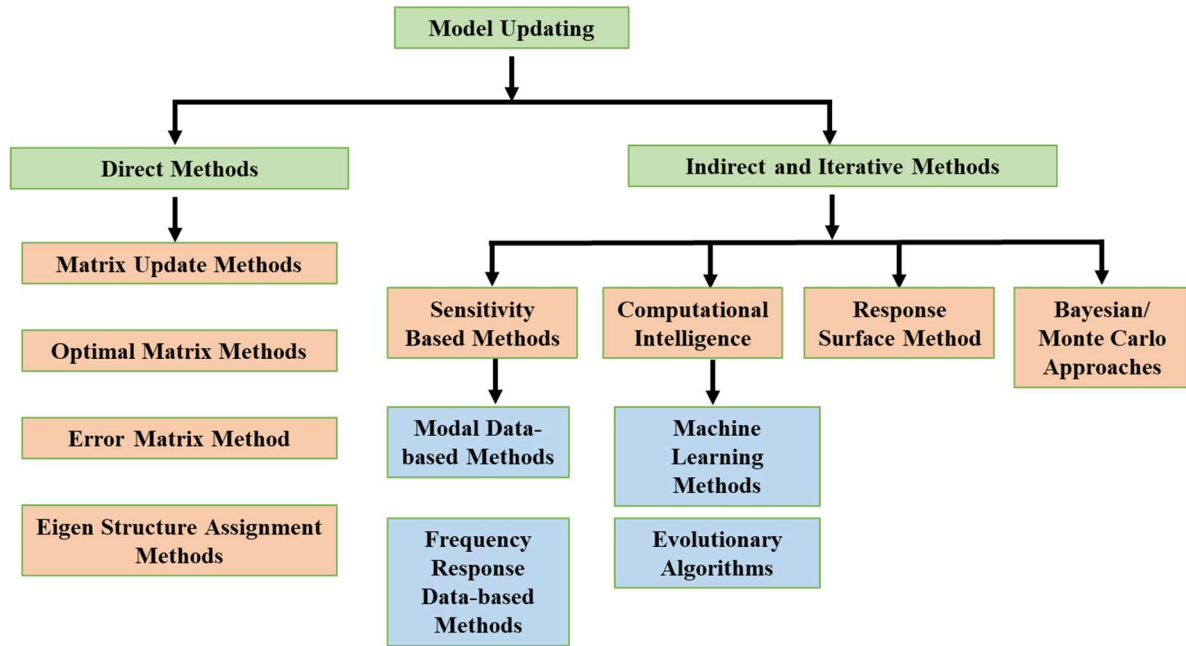 Model Updating
Direct Methods
Indirect and Iterative Methods
Matrix Update Methods
Optimal Matrix Methods
Error Matrix Method
Eigen Structure Assignment
Methods
Sensitivity
Based Methods
Computational
Intelligence
Response
Surface Method
Bayesian/
Monte Carlo
Approaches
Modal Data-
based Methods
Machine
Learning
Methods
Frequency
Response
Data-based
Methods
Evolutionary
Algorithms